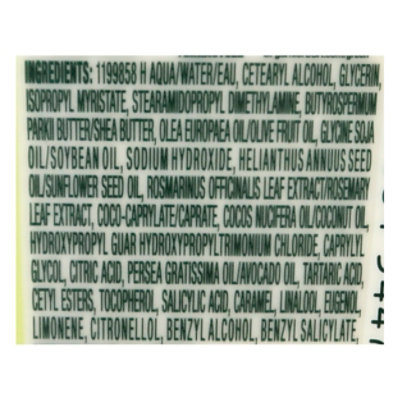 INGREDIENTS: 1199858 H AQUA/WATER/EAU, CETEARYL ALCOHOL, GLYCERIN,
ISOPROPYL MYRISTATE, STEARAMIDOPROPYL DIMETHYLAMINE, BUTYROSPERMUM
PARKII BUTTER/SHEA BUTTER, OLEA EUROPAEA OIL/OLIVE FRUIT OIL, GLYCINE SOJA
OIL/SOYBEAN OIL, SODIUM HYDROXIDE, HELIANTHUS ANNUUS SEED
OIL/SUNFLOWER SEED OIL, ROSMARINUS OFFICINALIS LEAF EXTRACT/ROSEMARY
LEAF EXTRACT, COCO-CAPRYLATE/CAPRATE, COCOS NUCIFERA OIL/COCONUT OIL,
HYDROXYPROPYL GUAR HYDROXYPROPYLTRIMONIUM CHLORIDE, CAPRYLYL
GLYCOL, CITRIC ACID, PERSEA GRATISSIMA OIL/AVOCADO OIL, TARTARIC ACID,
CETYL ESTERS, TOCOPHEROL, SALICYLIC ACID, CARAMEL, LINALOOL, EUGENOL,
LIMONENE, CITRONELLOL, BENZYL ALCOHOL, BENZYL SALICYLATE,